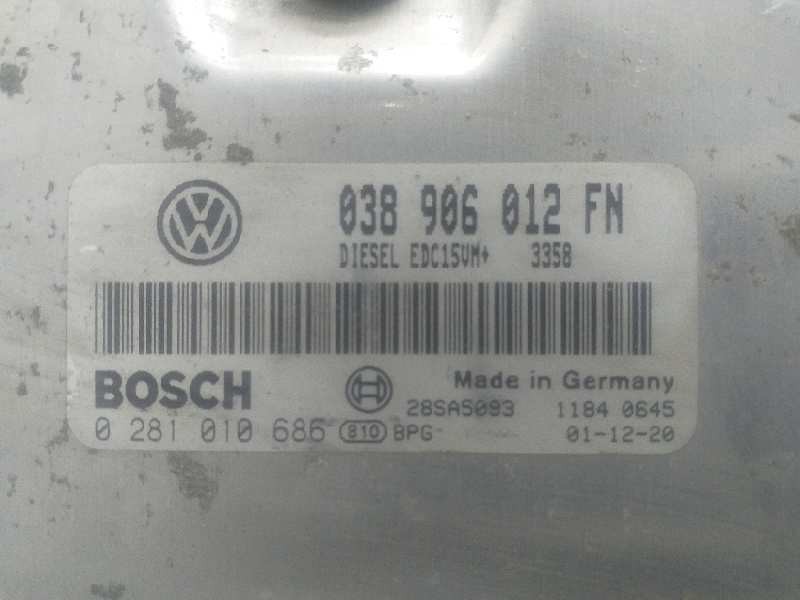 038 906 012 FN
DIESEL EDC15VM+ 3358
BOSCH
Made in Germany
28SA5093 1184 0645
0 281 010 686 810 BPG 01-12-20